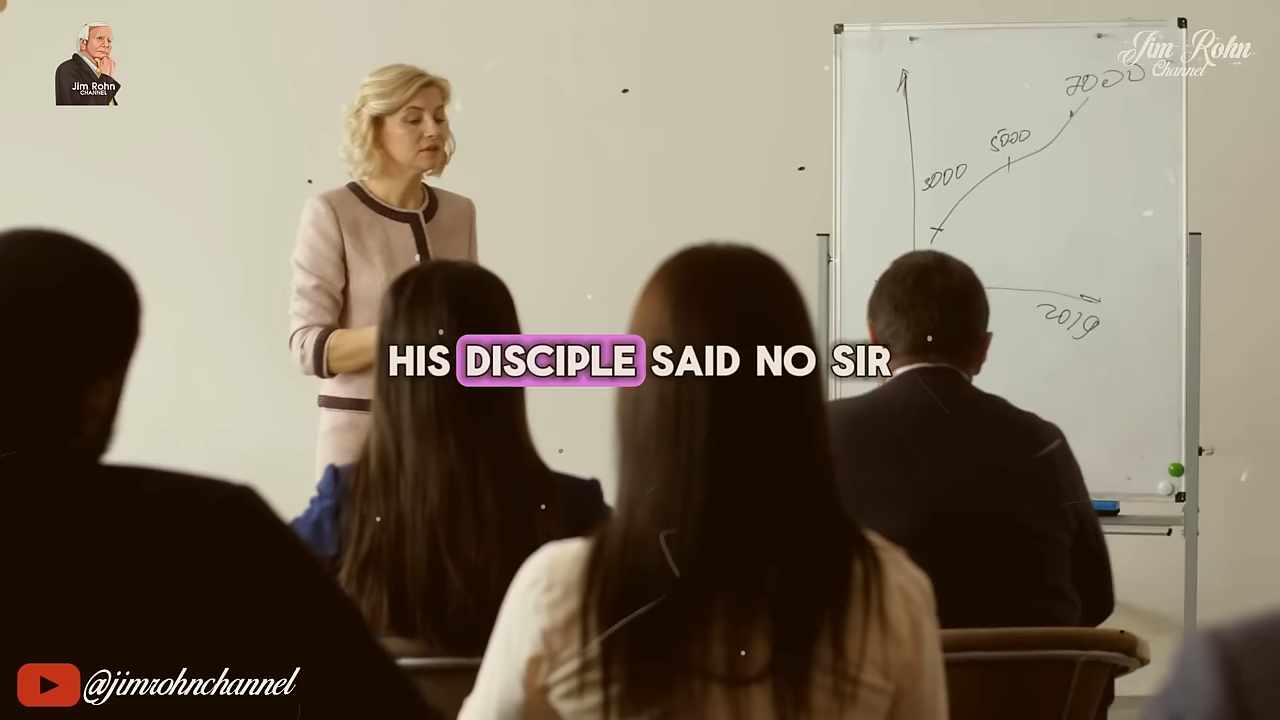 Jim Rohn
CHANNEL
Jim Rohn
Channel
7000
5000
3000
HIS DISCIPLE SAID NO SIR
2019
@jimrohnchannel